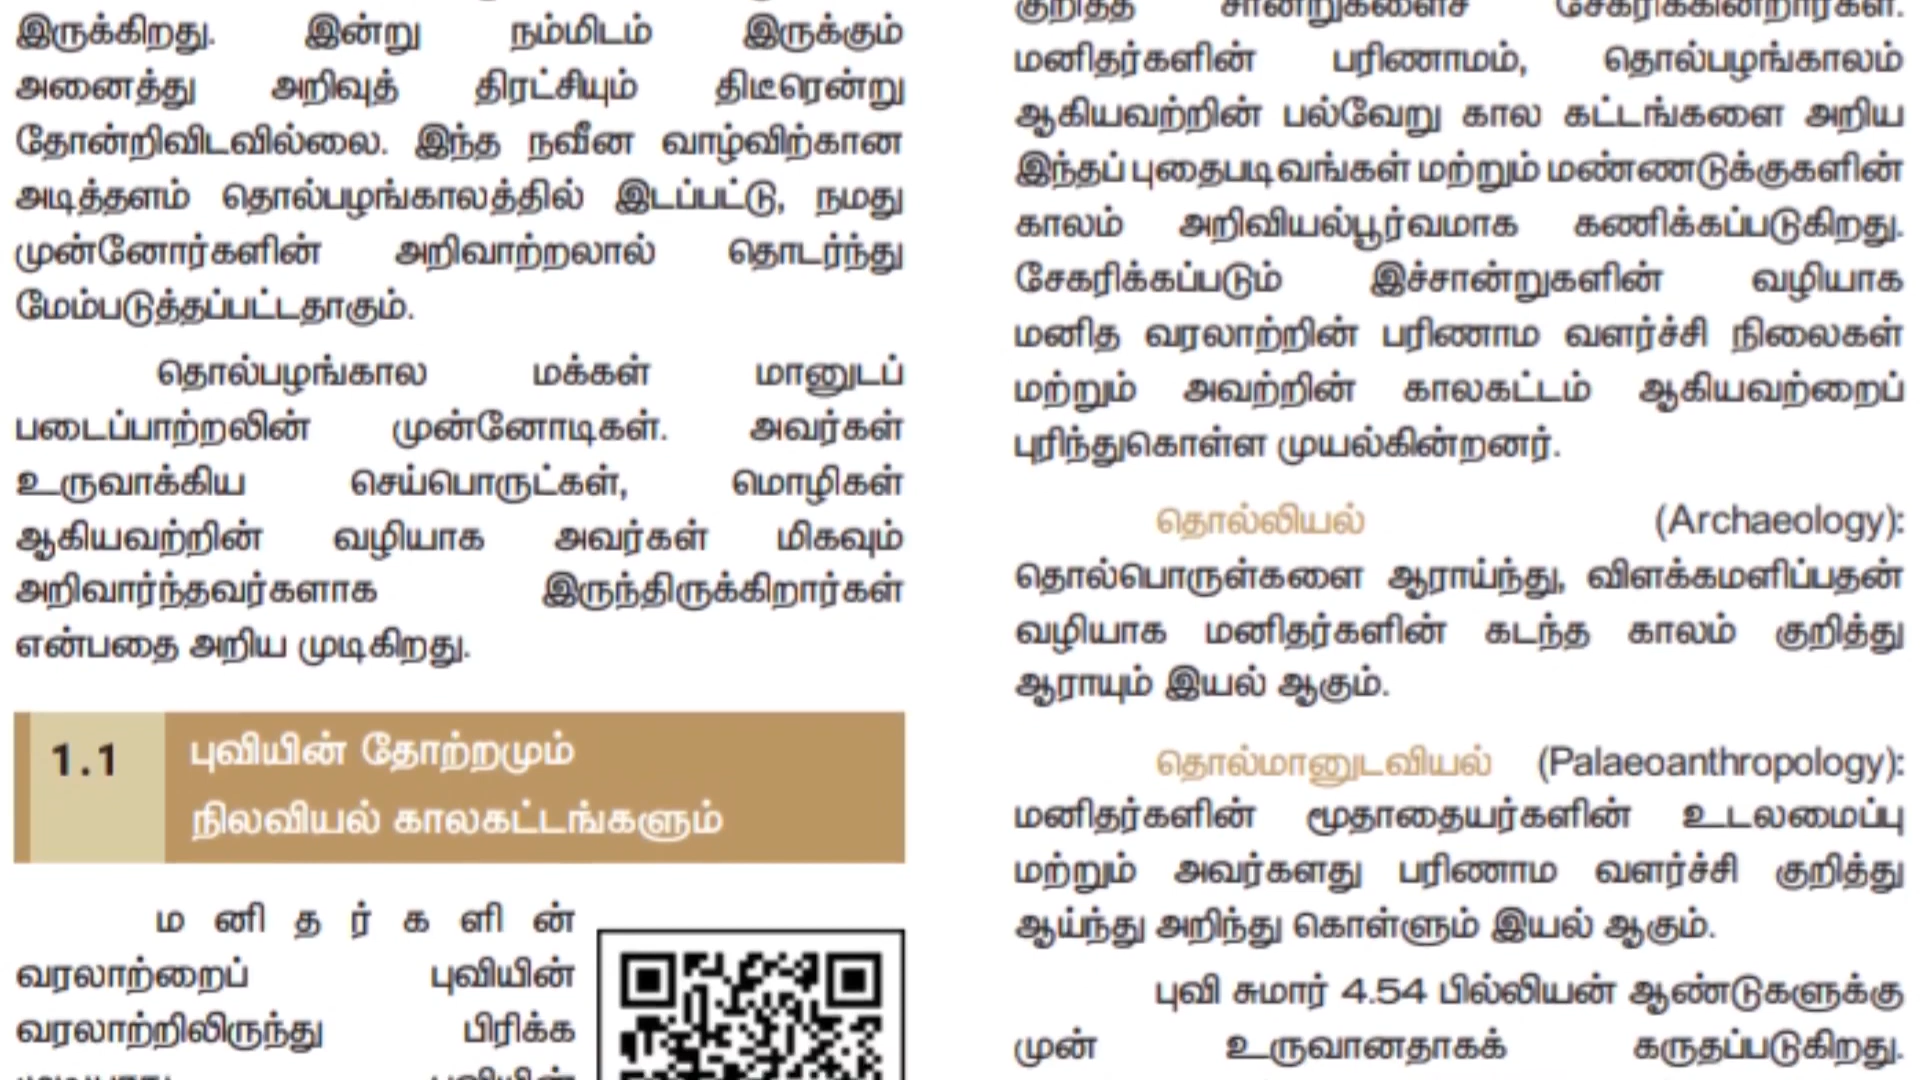 இருக்கிறது. இன்று நம்மிடம் இருக்கும்
அனைத்து அறிவுத் திரட்சியும் திடீரென்று
தோன்றிவிடவில்லை. இந்த நவீன வாழ்விற்கான
அடித்தளம் தொல்பழங்காலத்தில் இடப்பட்டு, நமது
முன்னோர்களின் அறிவாற்றலால் தொடர்ந்து
மேம்படுத்தப்பட்டதாகும்.
தொல்பழங்கால மக்கள் மானுடப்
படைப்பாற்றலின் முன்னோடிகள். அவர்கள்
உருவாக்கிய செய்பொருட்கள், மொழிகள்
ஆகியவற்றின் வழியாக அவர்கள் மிகவும்
அறிவார்ந்தவர்களாக இருந்திருக்கிறார்கள்
என்பதை அறிய முடிகிறது.
1.1 புவியின் தோற்றமும்
நிலவியல் காலகட்டங்களும்
மனிதர்களின்
வரலாற்றைப் புவியின்
வரலாற்றிலிருந்து பிரிக்க
குறித்த சான்றுகளைச் சேகரிக்கின்றார்கள்.
மனிதர்களின் பரிணாமம், தொல்பழங்காலம்
ஆகியவற்றின் பல்வேறு கால கட்டங்களை அறிய
இந்தப் புதைபடிவங்கள் மற்றும் மண்ணடுக்குகளின்
காலம் அறிவியல்பூர்வமாக கணிக்கப்படுகிறது.
சேகரிக்கப்படும் இச்சான்றுகளின் வழியாக
மனித வரலாற்றின் பரிணாம வளர்ச்சி நிலைகள்
மற்றும் அவற்றின் காலகட்டம் ஆகியவற்றைப்
புரிந்துகொள்ள முயல்கின்றனர்.
தொல்லியல் (Archaeology):
தொல்பொருள்களை ஆராய்ந்து, விளக்கமளிப்பதன்
வழியாக மனிதர்களின் கடந்த காலம் குறித்து
ஆராயும் இயல் ஆகும்.
தொல்மானுடவியல் (Palaeoanthropology):
மனிதர்களின் மூதாதையர்களின் உடலமைப்பு
மற்றும் அவர்களது பரிணாம வளர்ச்சி குறித்து
ஆய்ந்து அறிந்து கொள்ளும் இயல் ஆகும்.
புவி சுமார் 4.54 பில்லியன் ஆண்டுகளுக்கு
முன் உருவானதாகக் கருதப்படுகிறது.